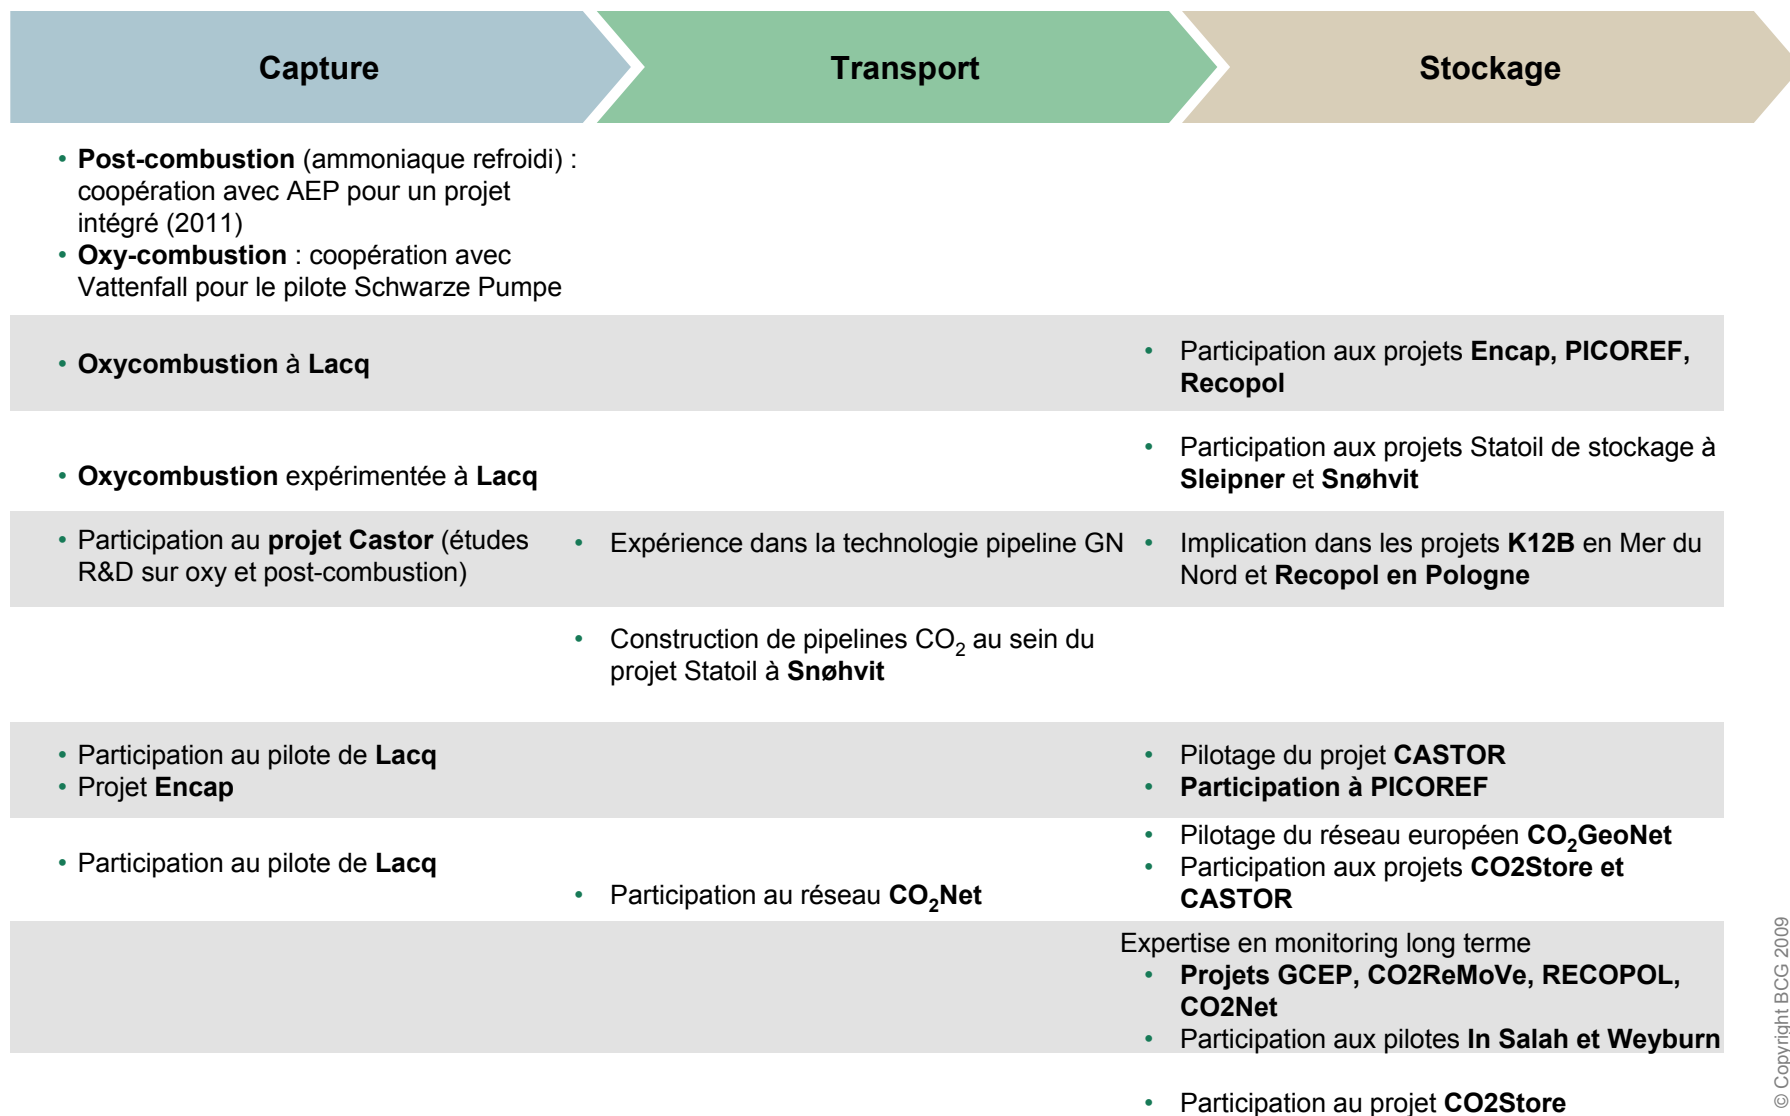 Capture
Transport
Stockage
• Post-combustion (ammoniaque refroidi) :
coopération avec AEP pour un projet
intégré (2011)
• Oxy-combustion : coopération avec
Vattenfall pour le pilote Schwarze Pumpe
• Oxycombustion à Lacq
• Participation aux projets Encap, PICOREF,
Recopol
• Oxycombustion expérimentée à Lacq
• Participation aux projets Statoil de stockage à
Sleipner et Snøhvit
• Participation au projet Castor (études
R&D sur oxy et post-combustion)
• Expérience dans la technologie pipeline GN
• Implication dans les projets K12B en Mer du
Nord et Recopol en Pologne
• Construction de pipelines CO₂ au sein du
projet Statoil à Snøhvit
• Participation au pilote de Lacq
• Projet Encap
• Pilotage du projet CASTOR
• Participation à PICOREF
• Participation au pilote de Lacq
• Participation au réseau CO₂Net
• Pilotage du réseau européen CO₂GeoNet
• Participation aux projets CO2Store et
CASTOR
Expertise en monitoring long terme
• Projets GCEP, CO2ReMoVe, RECOPOL,
CO2Net
• Participation aux pilotes In Salah et Weyburn
• Participation au projet CO2Store
© Copyright BCG 2009